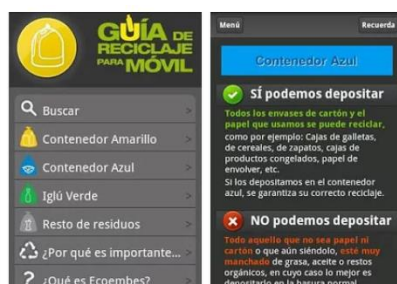 GUÍA DE
RECICLAJE
PARA MÓVIL
Buscar
Contenedor Amarillo
Contenedor Azul
Iglú Verde
Resto de residuos
¿Por qué es importante...
¿Qué es Ecoembes?
Menú
Recuerda
Contenedor Azul
SÍ podemos depositar
Todos los envases de cartón y el
papel que usamos se puede reciclar,
como por ejemplo: Cajas de galletas,
de cereales, de zapatos, cajas de
productos congelados, papel de
envolver, etc.
Si los depositamos en el contenedor
azul, se garantiza su correcto reciclaje.
NO podemos depositar
Todo aquello que no sea papel ni
cartón o que aún siéndolo, esté muy
manchado de grasa, aceite o restos
orgánicos, en cuyo caso lo mejor es
depositarlo en la basura normal